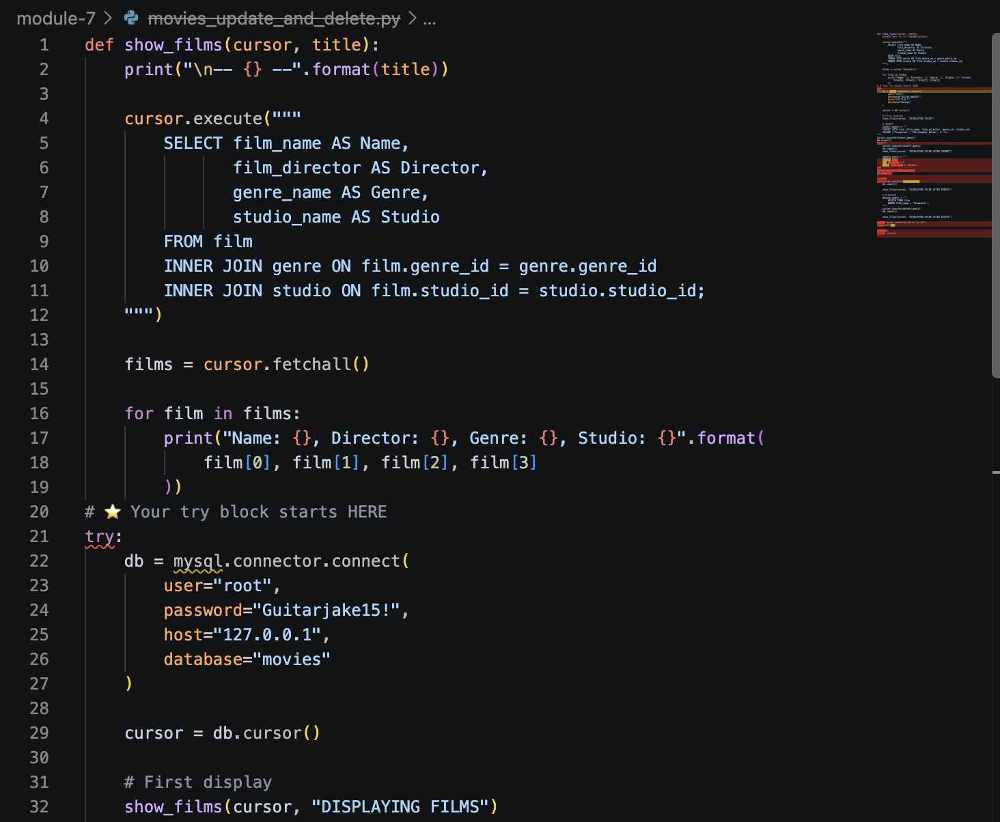 module-7 > movies_update_and_delete.py > ...
1 def show_films(cursor, title):
2     print("\n-- {} --".format(title))
3
4     cursor.execute("""
5         SELECT film_name AS Name,
6                film_director AS Director,
7                genre_name AS Genre,
8                studio_name AS Studio
9         FROM film
10         INNER JOIN genre ON film.genre_id = genre.genre_id
11         INNER JOIN studio ON film.studio_id = studio.studio_id;
12     """)
13
14     films = cursor.fetchall()
15
16     for film in films:
17         print("Name: {}, Director: {}, Genre: {}, Studio: {}".format(
18             film[0], film[1], film[2], film[3]
19         ))
20 # ⭐ Your try block starts HERE
21 try:
22     db = mysql.connector.connect(
23         user="root",
24         password="Guitarjake15!",
25         host="127.0.0.1",
26         database="movies"
27     )
28
29     cursor = db.cursor()
30
31     # First display
32     show_films(cursor, "DISPLAYING FILMS")